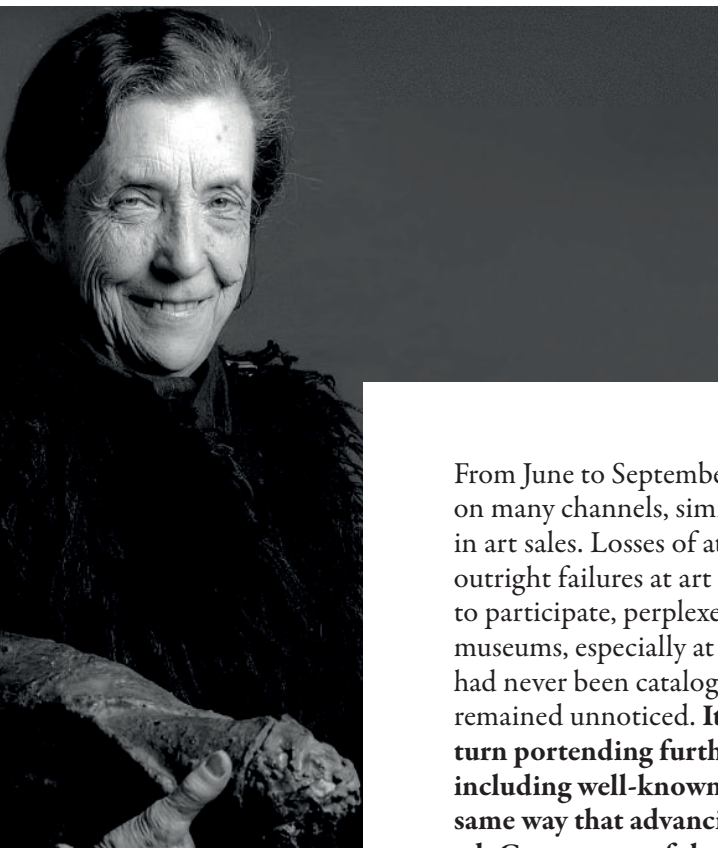 From June to Septembe
on many channels, sim
in art sales. Losses of at
outright failures at art
to participate, perplexe
museums, especially at
had never been catalog
remained unnoticed. It
turn portending furth
including well-known
same way that advanci